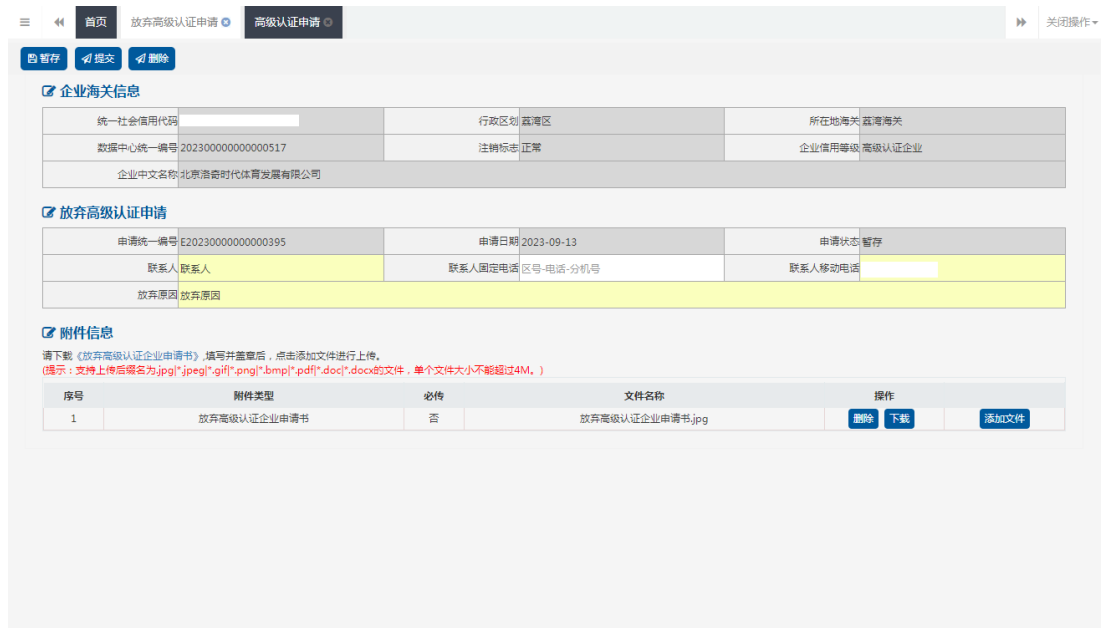 首页 放弃高级认证申请 高级认证申请 关闭操作
暂存 提交 删除
企业海关信息
统一社会信用代码 行政区划 荔湾区 所在地海关 荔湾海关
数据中心统一编号 202300000000000517 注销标志 正常 企业信用等级 高级认证企业
企业中文名称 北京洛奇时代体育发展有限公司
放弃高级认证申请
申请统一编号 E20230000000000395 申请日期 2023-09-13 申请状态 暂存
联系人 联系人 联系人固定电话 区号-电话-分机号 联系人移动电话
放弃原因 放弃原因
附件信息
请下载《放弃高级认证企业申请书》,填写并盖章后，点击添加文件进行上传。
(提示：支持上传后缀名为.jpg|*.jpeg|*.gif|*.png|*.bmp|*.pdf|*.doc|*.docx的文件，单个文件大小不能超过4M。)
序号 附件类型 必传 文件名称 操作
1 放弃高级认证企业申请书 否 放弃高级认证企业申请书.jpg 删除 下载 添加文件